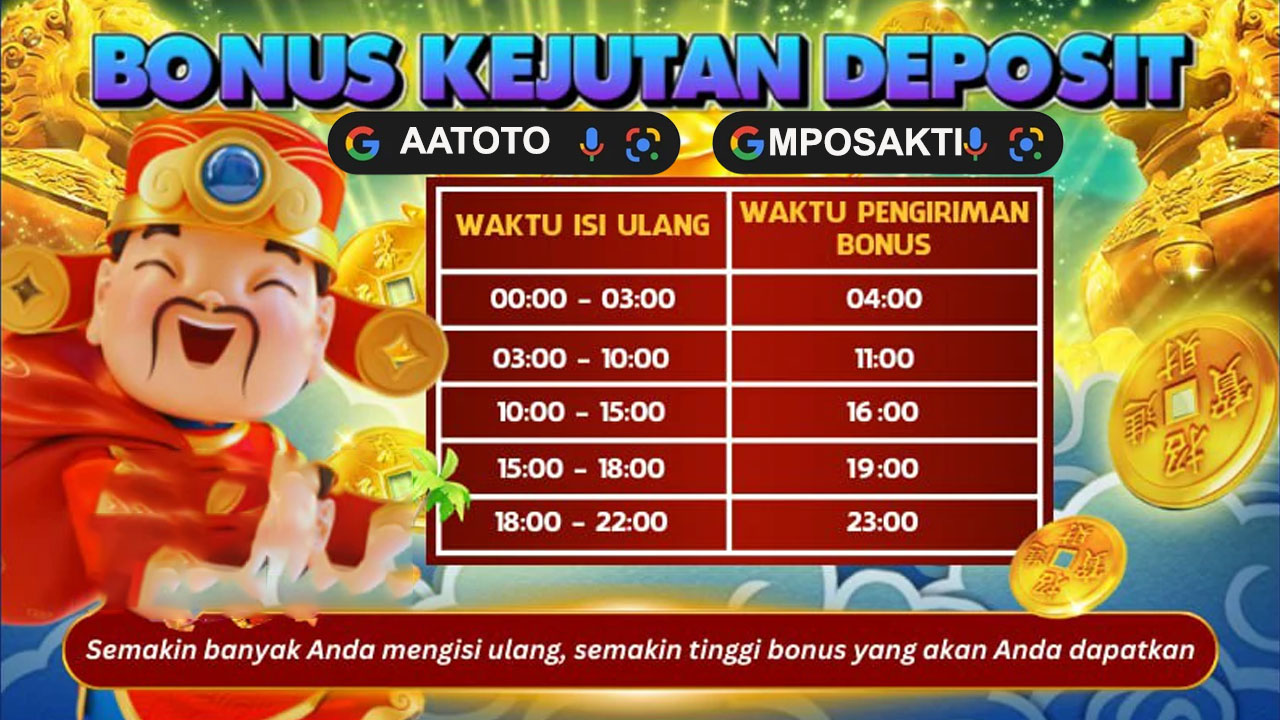 BONUS KEJUTAN DEPOSIT
AATOTO
MPOSAKTI
WAKTU ISI ULANG
WAKTU PENGIRIMAN
BONUS
00:00 - 03:00
04:00
03:00 - 10:00
11:00
10:00 - 15:00
16:00
15:00 - 18:00
19:00
18:00 - 22:00
23:00
Semakin banyak Anda mengisi ulang, semakin tinggi bonus yang akan Anda dapatkan